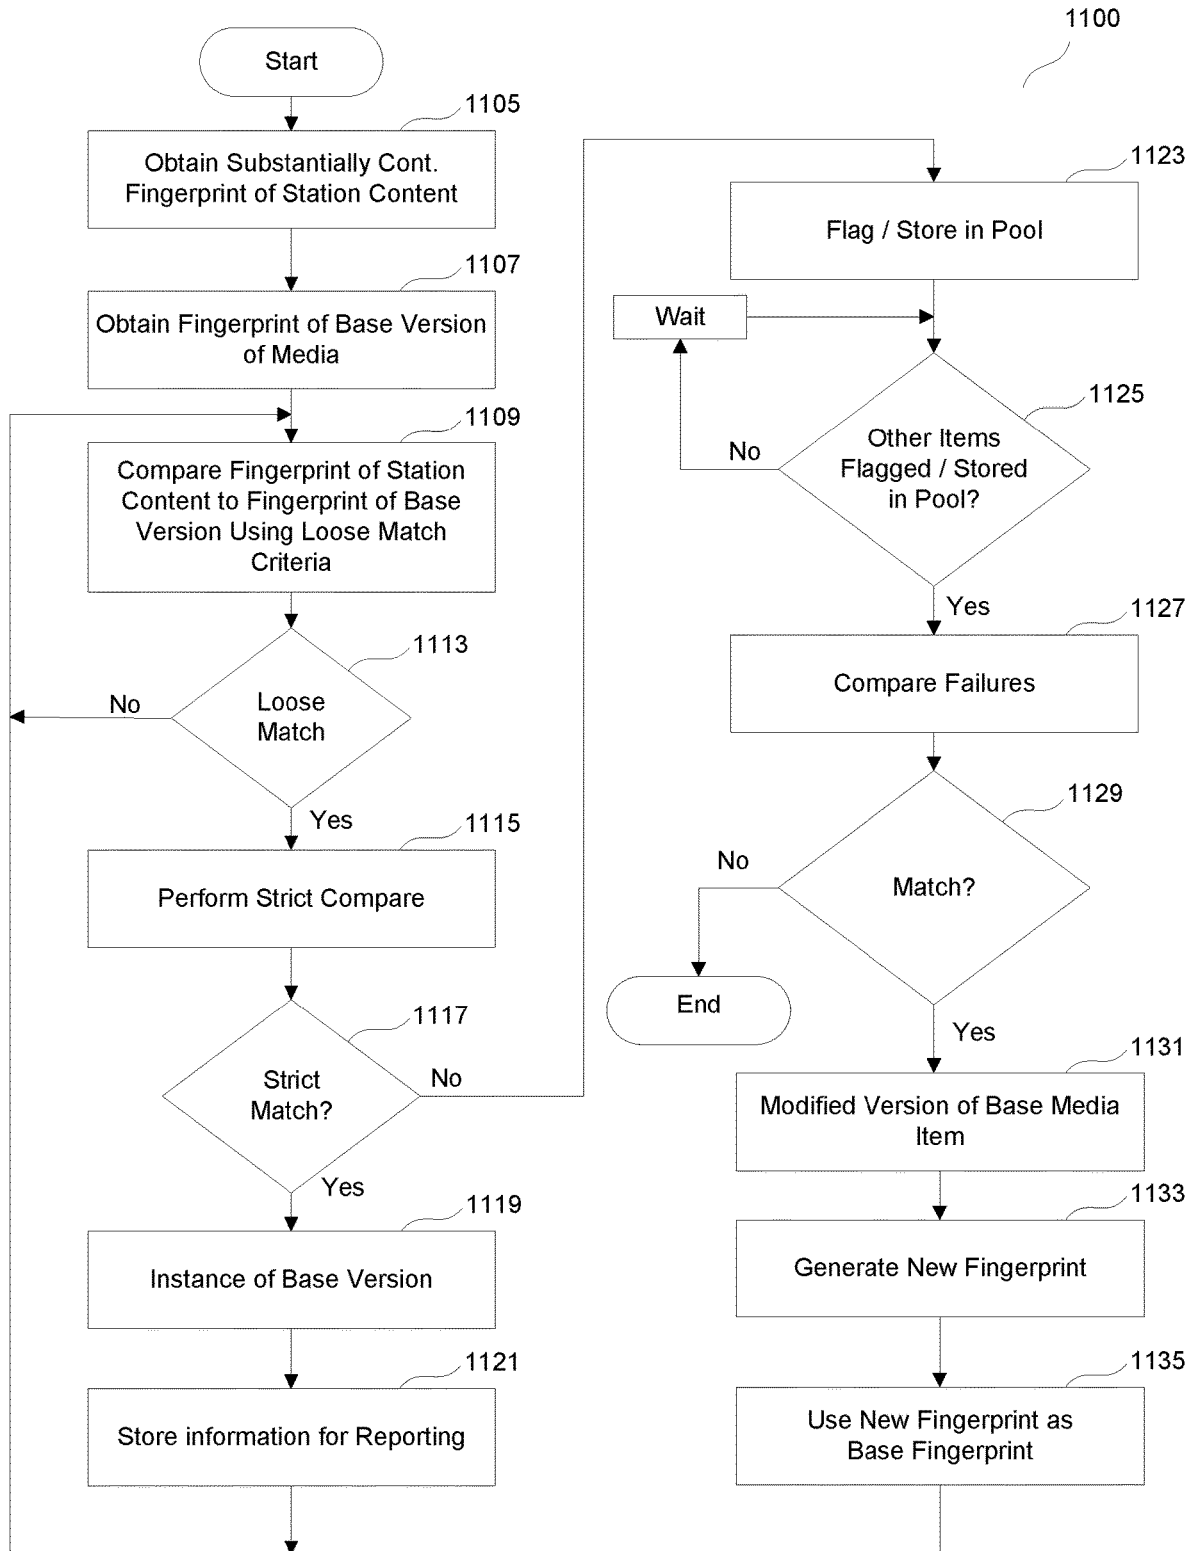 1100
Start
1105
Obtain Substantially Cont.
Fingerprint of Station Content
1107
Obtain Fingerprint of Base Version
of Media
1109
Compare Fingerprint of Station
Content to Fingerprint of Base
Version Using Loose Match
Criteria
1113
Loose
Match
No
Yes
1115
Perform Strict Compare
1117
Strict
Match?
No
Yes
1119
Instance of Base Version
1121
Store information for Reporting
1123
Flag / Store in Pool
Wait
1125
Other Items
Flagged / Stored
in Pool?
No
Yes
1127
Compare Failures
1129
Match?
No
End
Yes
1131
Modified Version of Base Media
Item
1133
Generate New Fingerprint
1135
Use New Fingerprint as
Base Fingerprint